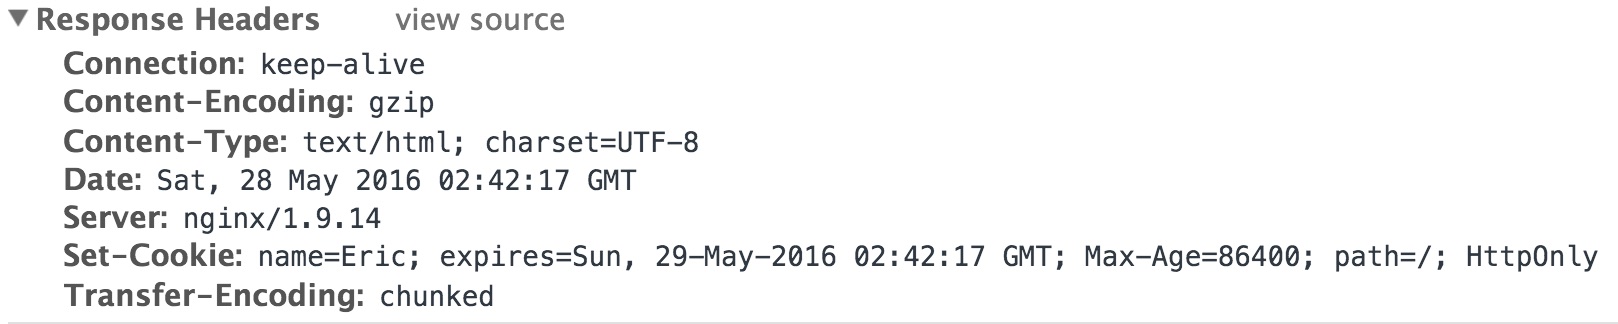 ▼ Response Headers view source
Connection: keep-alive
Content-Encoding: gzip
Content-Type: text/html; charset=UTF-8
Date: Sat, 28 May 2016 02:42:17 GMT
Server: nginx/1.9.14
Set-Cookie: name=Eric; expires=Sun, 29-May-2016 02:42:17 GMT; Max-Age=86400; path=/; HttpOnly
Transfer-Encoding: chunked